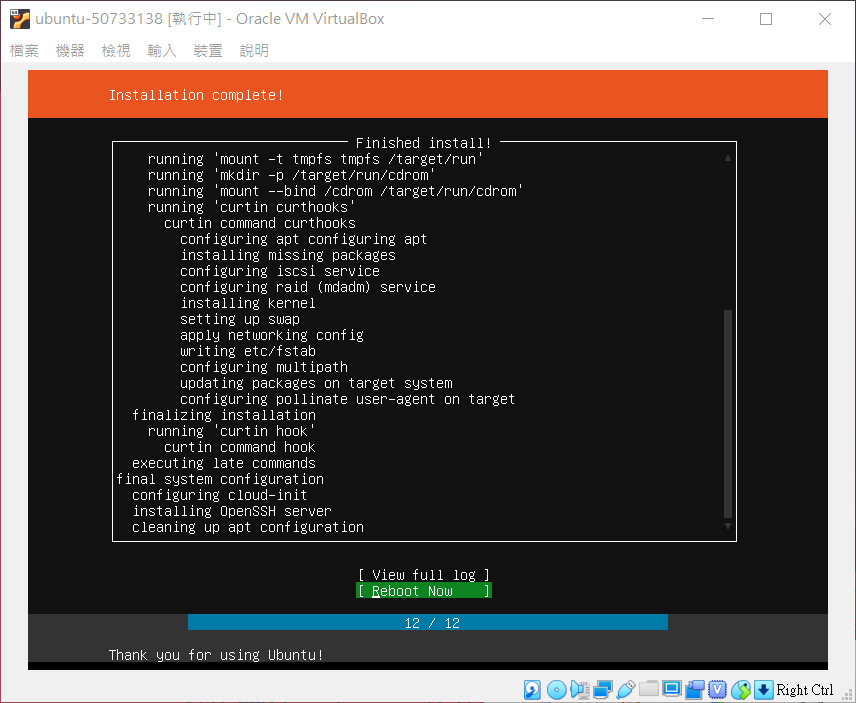 ubuntu-50733138 [執行中] - Oracle VM VirtualBox
檔案 機器 檢視 輸入 裝置 說明
Installation complete!
Finished install!
running 'mount -t tmpfs tmpfs /target/run'
running 'mkdir -p /target/run/cdrom'
running 'mount --bind /cdrom /target/run/cdrom'
running 'curtin curthooks'
curtin command curthooks
configuring apt configuring apt
installing missing packages
configuring iscsi service
configuring raid (mdadm) service
installing kernel
setting up swap
apply networking config
writing etc/fstab
configuring multipath
updating packages on target system
configuring pollinate user-agent on target
finalizing installation
running 'curtin hook'
curtin command hook
executing late commands
final system configuration
configuring cloud-init
installing OpenSSH server
cleaning up apt configuration
[ View full log ]
[ Reboot Now ]
12 / 12
Thank you for using Ubuntu!
Right Ctrl